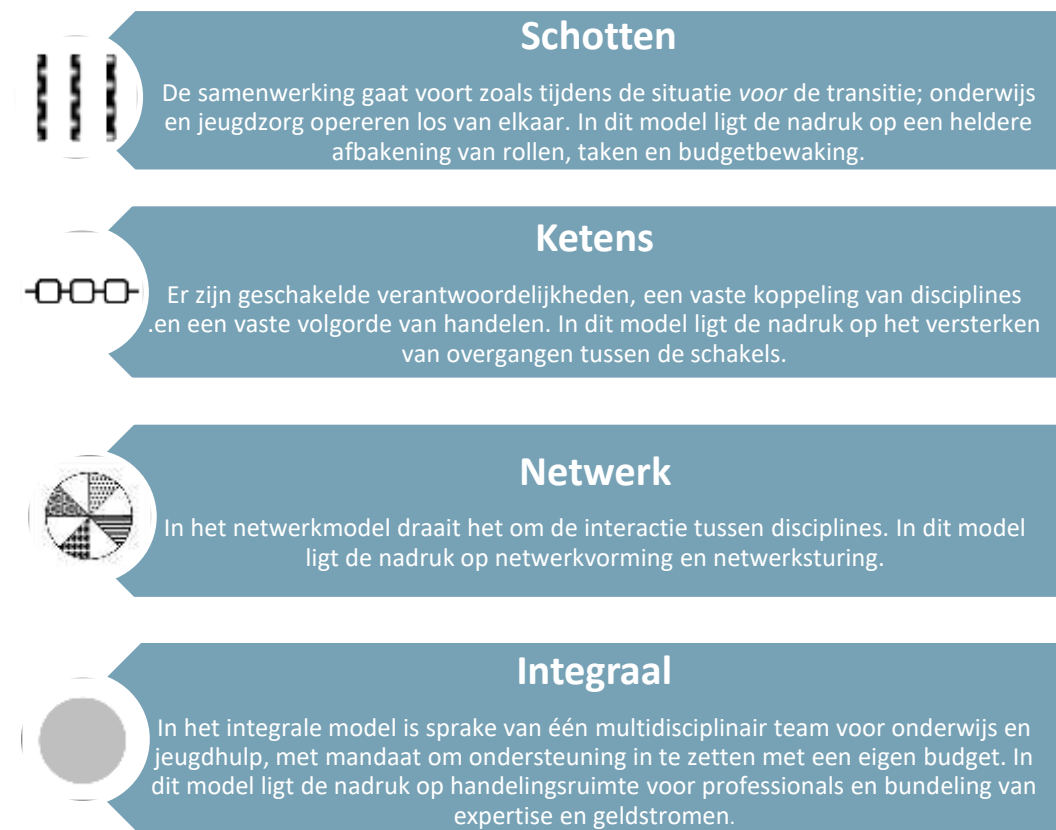 Schotten
De samenwerking gaat voort zoals tijdens de situatie voor de transitie; onderwijs
en jeugdzorg opereren los van elkaar. In dit model ligt de nadruk op een heldere
afbakening van rollen, taken en budgetbewaking.
Ketens
Er zijn geschakelde verantwoordelijkheden, een vaste koppeling van disciplines
.en een vaste volgorde van handelen. In dit model ligt de nadruk op het versterken
van overgangen tussen de schakels.
Netwerk
In het netwerkmodel draait het om de interactie tussen disciplines. In dit model
ligt de nadruk op netwerkvorming en netwerksturing.
Integraal
In het integrale model is sprake van één multidisciplinair team voor onderwijs en
jeugdhulp, met mandaat om ondersteuning in te zetten met een eigen budget. In
dit model ligt de nadruk op handelingsruimte voor professionals en bundeling van
expertise en geldstromen.